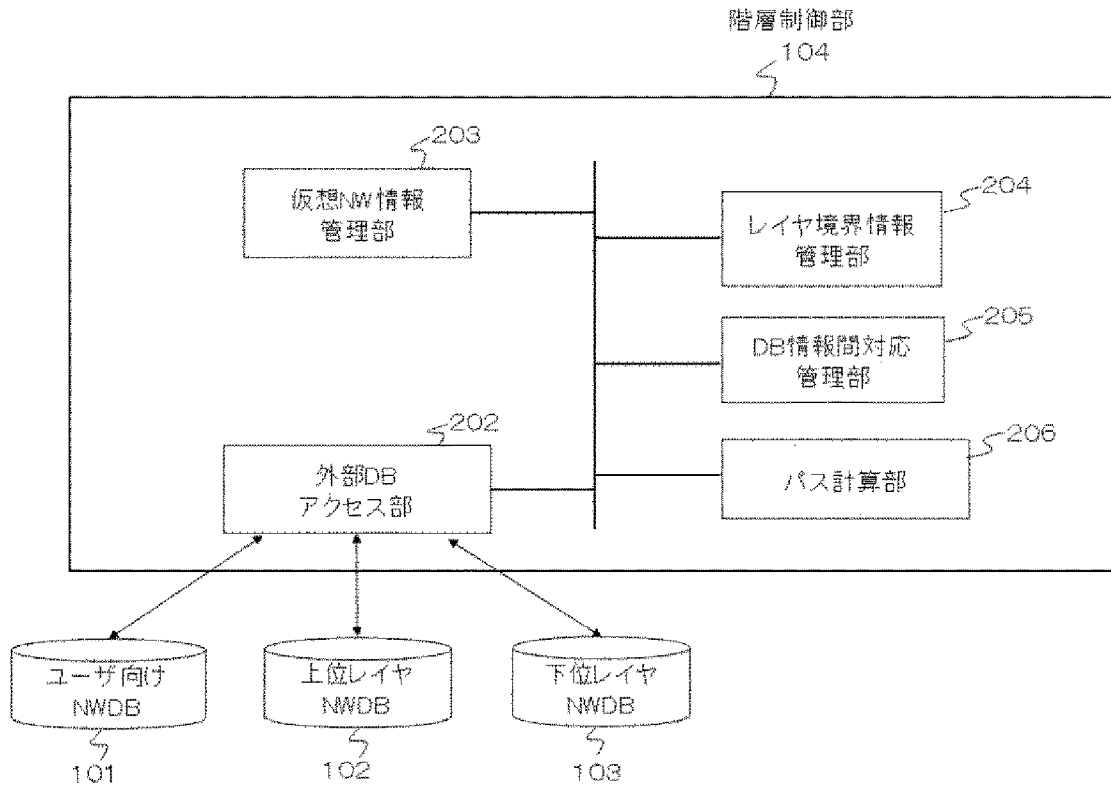 階層制御部
104
203
仮想NW情報
管理部
204
レイヤ境界情報
管理部
205
DB情報間対応
管理部
202
外部DB
アクセス部
206
パス計算部
ユーザ向け
NWDB
上位レイヤ
NWDB
下位レイヤ
NWDB
101
102
103